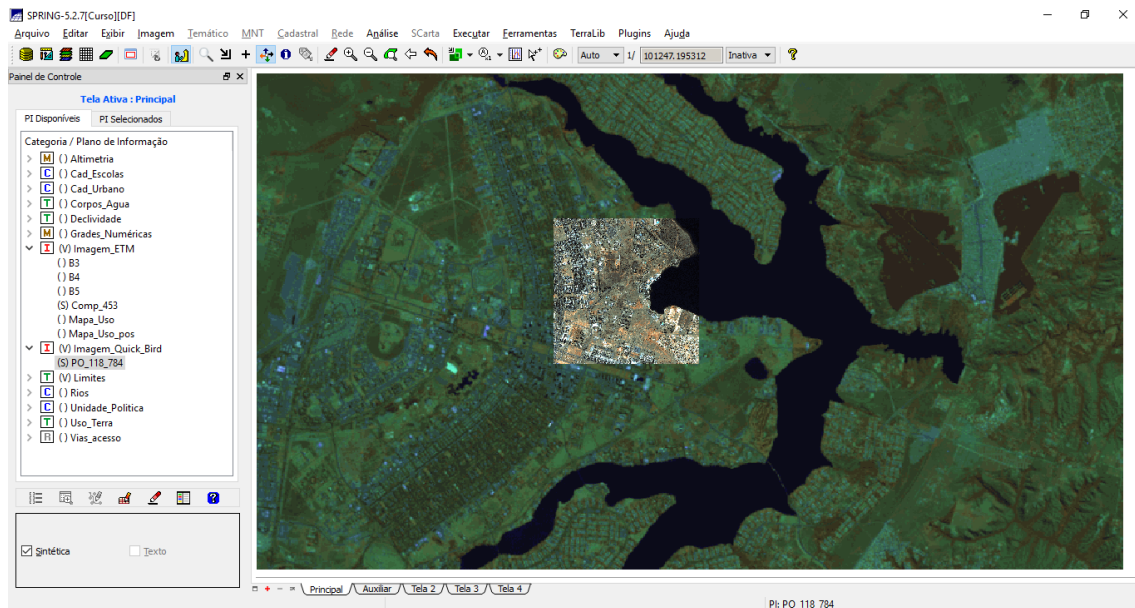 SPRING-5.2.7[Curso][DF]
Arquivo Editar Exibir Imagem Temático MNT Cadastral Rede Análise SCarta Executar Ferramentas TerraLib Plugins Ajuda
Auto 1/ 101247.195312 Inativa
Painel de Controle
Tela Ativa : Principal
PI Disponíveis PI Selecionados
Categoria / Plano de Informação
M () Altimetria
C () Cad_Escolas
C () Cad_Urbano
T () Corpos_Agua
T () Declividade
M () Grades_Numéricas
I (V) Imagem_ETM
() B3
() B4
() B5
(S) Comp_453
() Mapa_Uso
() Mapa_Uso_pos
I (V) Imagem_Quick_Bird
(S) PO_118_784
T (V) Limites
C () Rios
C () Unidade_Politica
T () Uso_Terra
R () Vias_acesso
Sintética Texto
Principal Auxiliar Tela 2 Tela 3 Tela 4
PI: PO_118_784